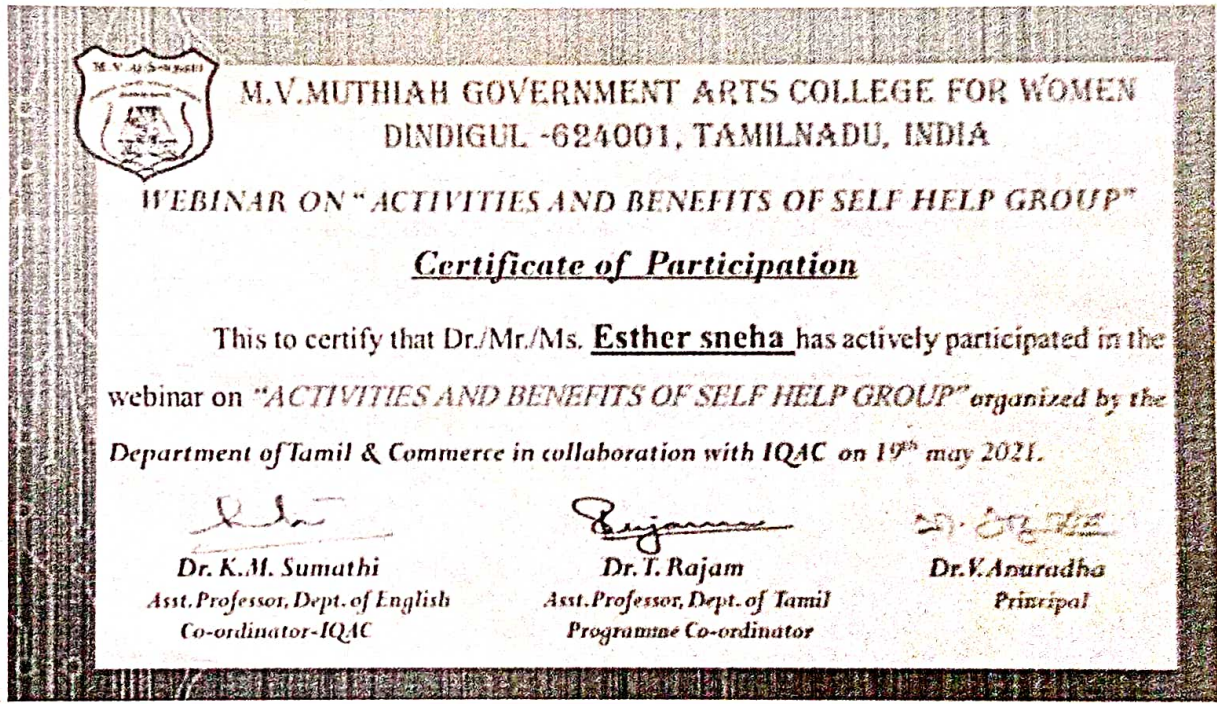 M.V.MUTHIAH GOVERNMENT ARTS COLLEGE FOR WOMEN
DINDIGUL -624001, TAMILNADU, INDIA
WEBINAR ON "ACTIVITIES AND BENEFITS OF SELF HELP GROUP"
Certificate of Participation
This to certify that Dr./Mr./Ms. Esther sneha has actively participated in the
webinar on "ACTIVITIES AND BENEFITS OF SELF HELP GROUP" organized by the
Department of Tamil & Commerce in collaboration with IQAC on 19th may 2021.
Dr. K.M. Sumathi Dr. T. Rajam Dr.V.Anuradha
Asst.Professor, Dept. of English Asst.Professor, Dept. of Tamil Principal
Co-ordinator-IQAC Programme Co-ordinator